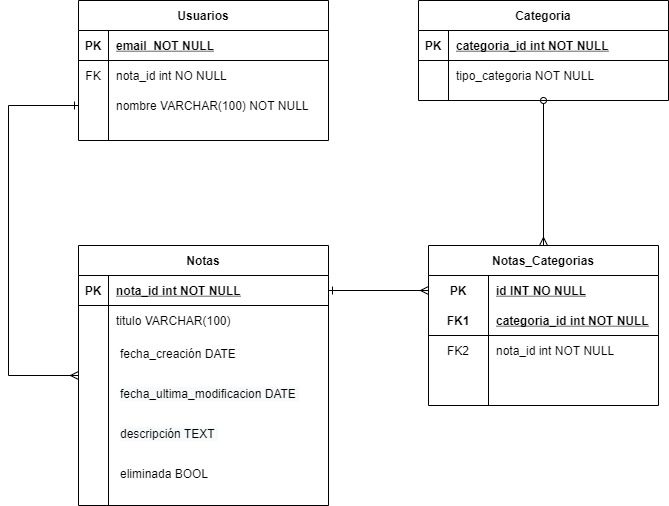 Usuarios
PK email NOT NULL
FK nota_id int NO NULL
nombre VARCHAR(100) NOT NULL
Categoria
PK categoria_id int NOT NULL
tipo_categoria NOT NULL
Notas
PK nota_id int NOT NULL
titulo VARCHAR(100)
fecha_creación DATE
fecha_ultima_modificacion DATE
descripción TEXT
eliminada BOOL
Notas_Categorias
PK id INT NO NULL
FK1 categoria_id int NOT NULL
FK2 nota_id int NOT NULL